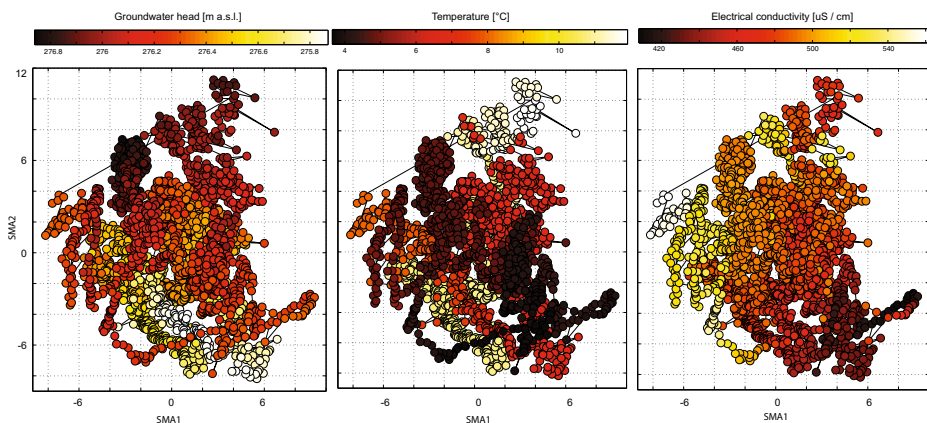 Groundwater head [m a.s.l.] Temperature [°C] Electrical conductivity [uS / cm]
276.8 276 276.2 276.4 276.6 275.8 4 6 8 10 420 460 500 540
12
6
0
-6
SMA2
-6 0 6 -6 0 6 -6 0 6
SMA1 SMA1 SMA1